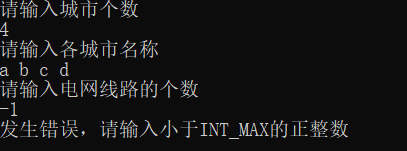 请输入城市个数
4
请输入各城市名称
a b c d
请输入电网线路的个数
-1
发生错误，请输入小于INT_MAX的正整数